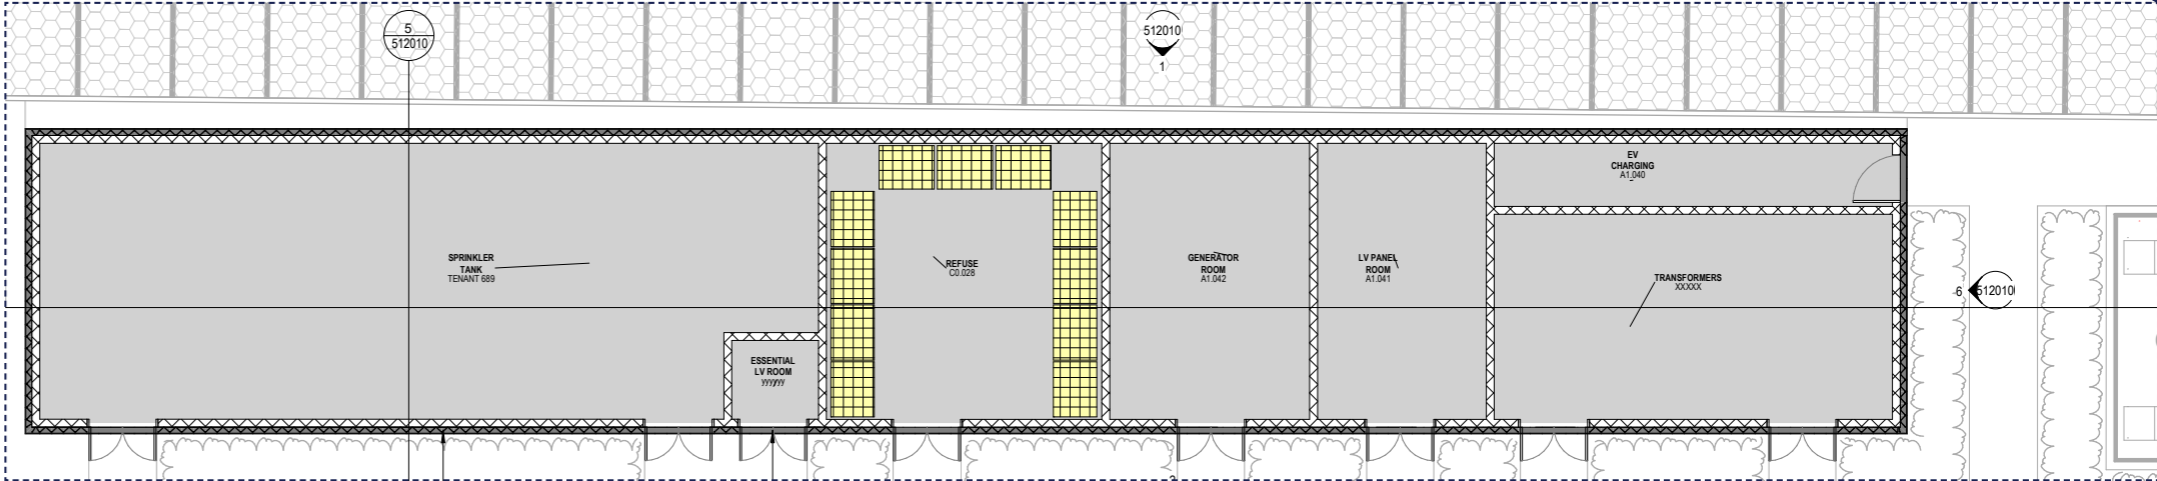 5
512010
512010
1
EV
CHARGING
A1.040
SPRINKLER
TANK
TENANT 689
REFUSE
C0.028
GENERATOR
ROOM
A1.042
LV PANEL
ROOM
A1.041
TRANSFORMERS
XXXXX
6
512010
ESSENTIAL
LV ROOM
yyyyyy